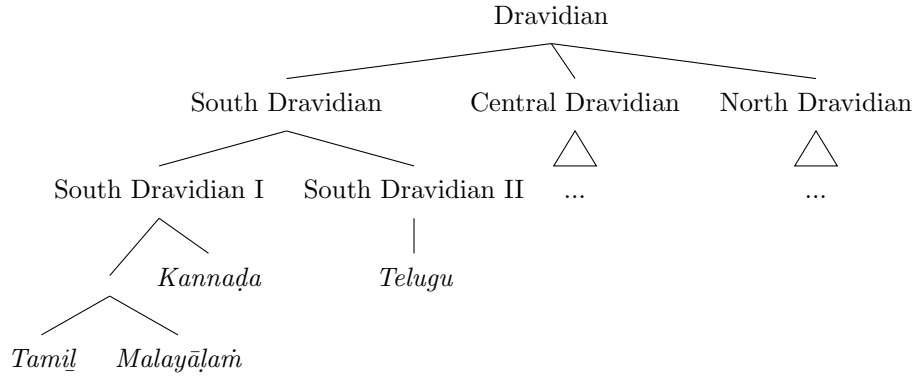 Dravidian
South Dravidian Central Dravidian North Dravidian
South Dravidian I South Dravidian II ... ...
Kannaḍa Telugu
Tamiḻ Malayāḷaṁ